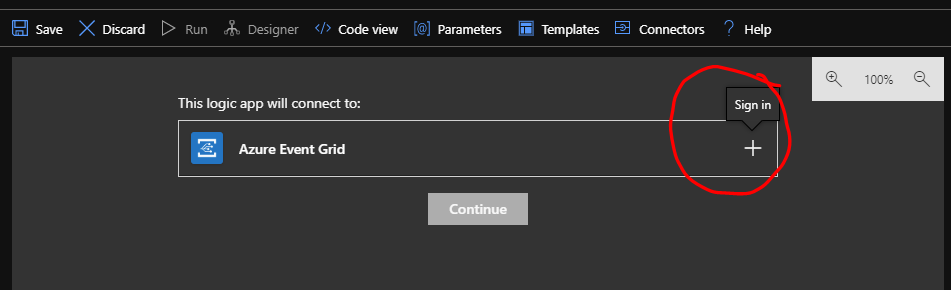 Save Discard Run Designer </> Code view [@] Parameters Templates Connectors ? Help
100%
This logic app will connect to:
Sign in
Azure Event Grid
Continue